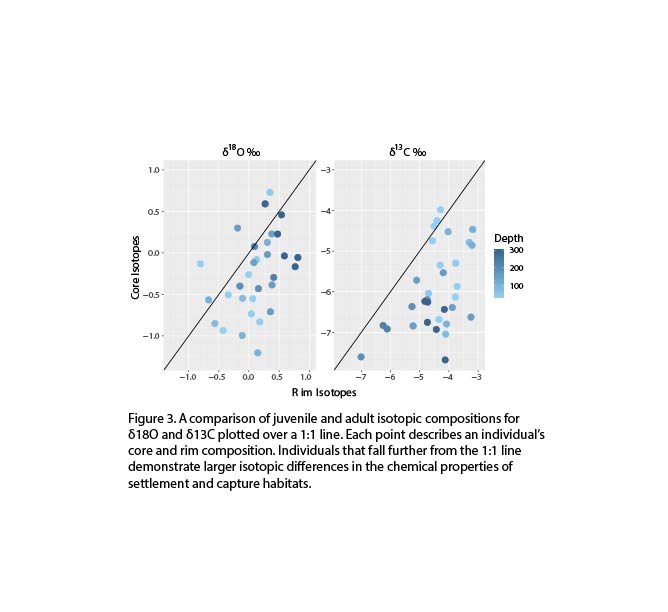 δ18O ‰
δ13C ‰
1.0
0.5
0.0
−0.5
−1.0
−3
−4
−5
−6
−7
Core Isotopes
−1.0 −0.5 0.0 0.5 1.0
−7 −6 −5 −4 −3
R im Isotopes
Depth
300
200
100
Figure 3. A comparison of juvenile and adult isotopic compositions for
δ18O and δ13C plotted over a 1:1 line. Each point describes an individual’s
core and rim composition. Individuals that fall further from the 1:1 line
demonstrate larger isotopic differences in the chemical properties of
settlement and capture habitats.